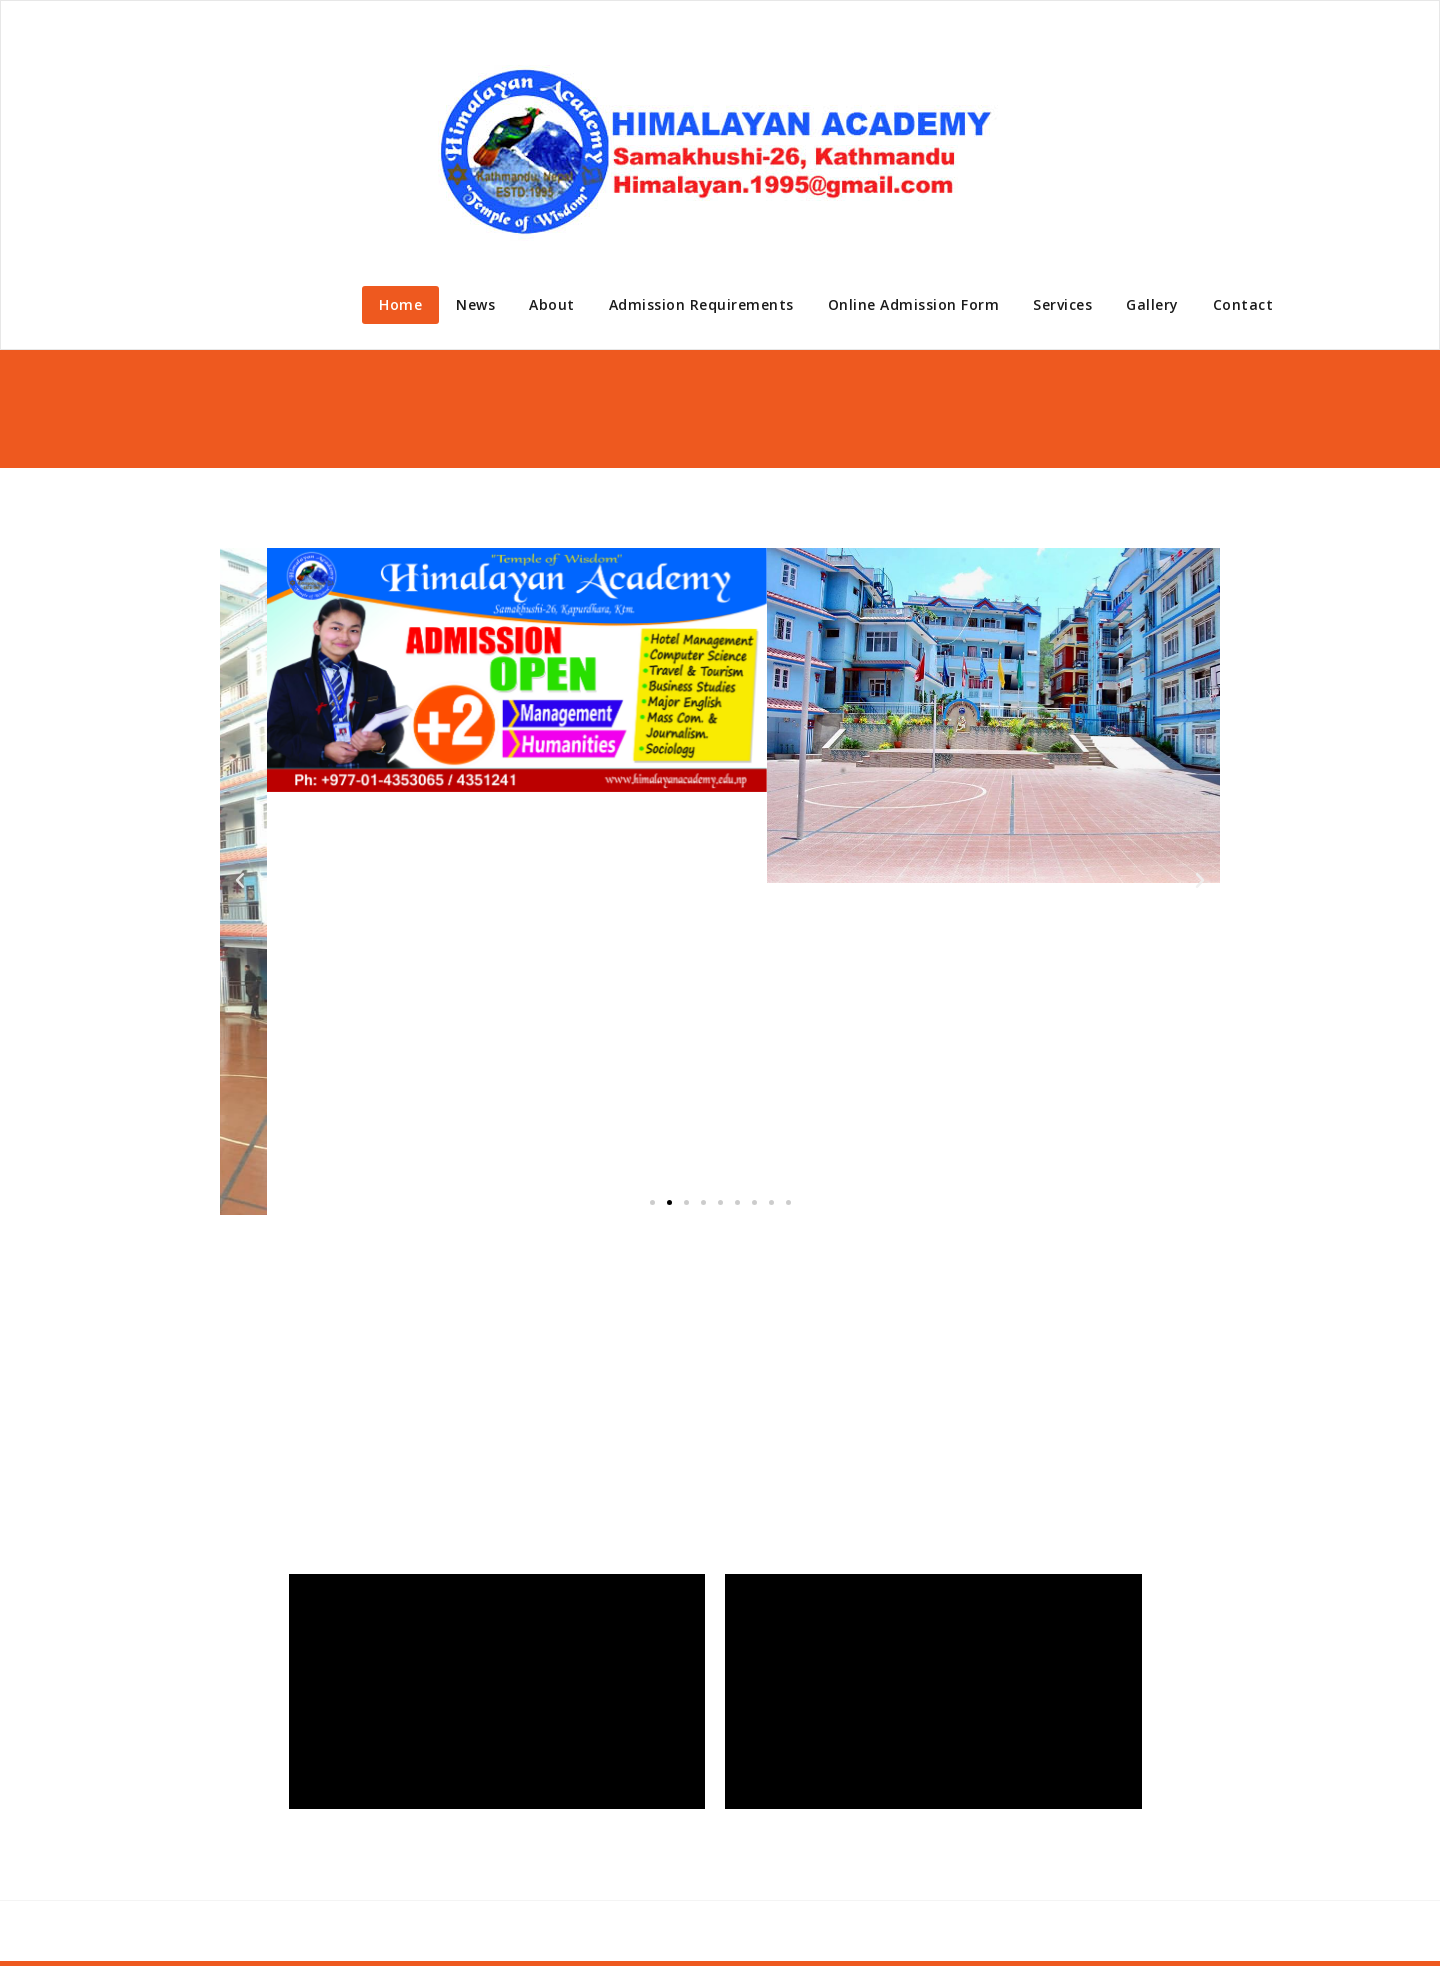 Himalayan Academy
Kathmandu, Nepal
ESTD:1995
"Temple of Wisdom"
HIMALAYAN ACADEMY
Samakhushi-26, Kathmandu
Himalayan.1995@gmail.com
Home News About Admission Requirements Online Admission Form Services Gallery Contact
"Temple of Wisdom"
Himalayan Academy
Samakhushi-26, Kapurdhara, Ktm.
ADMISSION
OPEN
+2
Management
Humanities
•Hotel Management
•Computer Science
•Travel & Tourism
•Business Studies
•Major English
•Mass Com. &
Journalism.
•Sociology
Ph: +977-01-4353065 / 4351241
www.himalayanacademy.edu.np